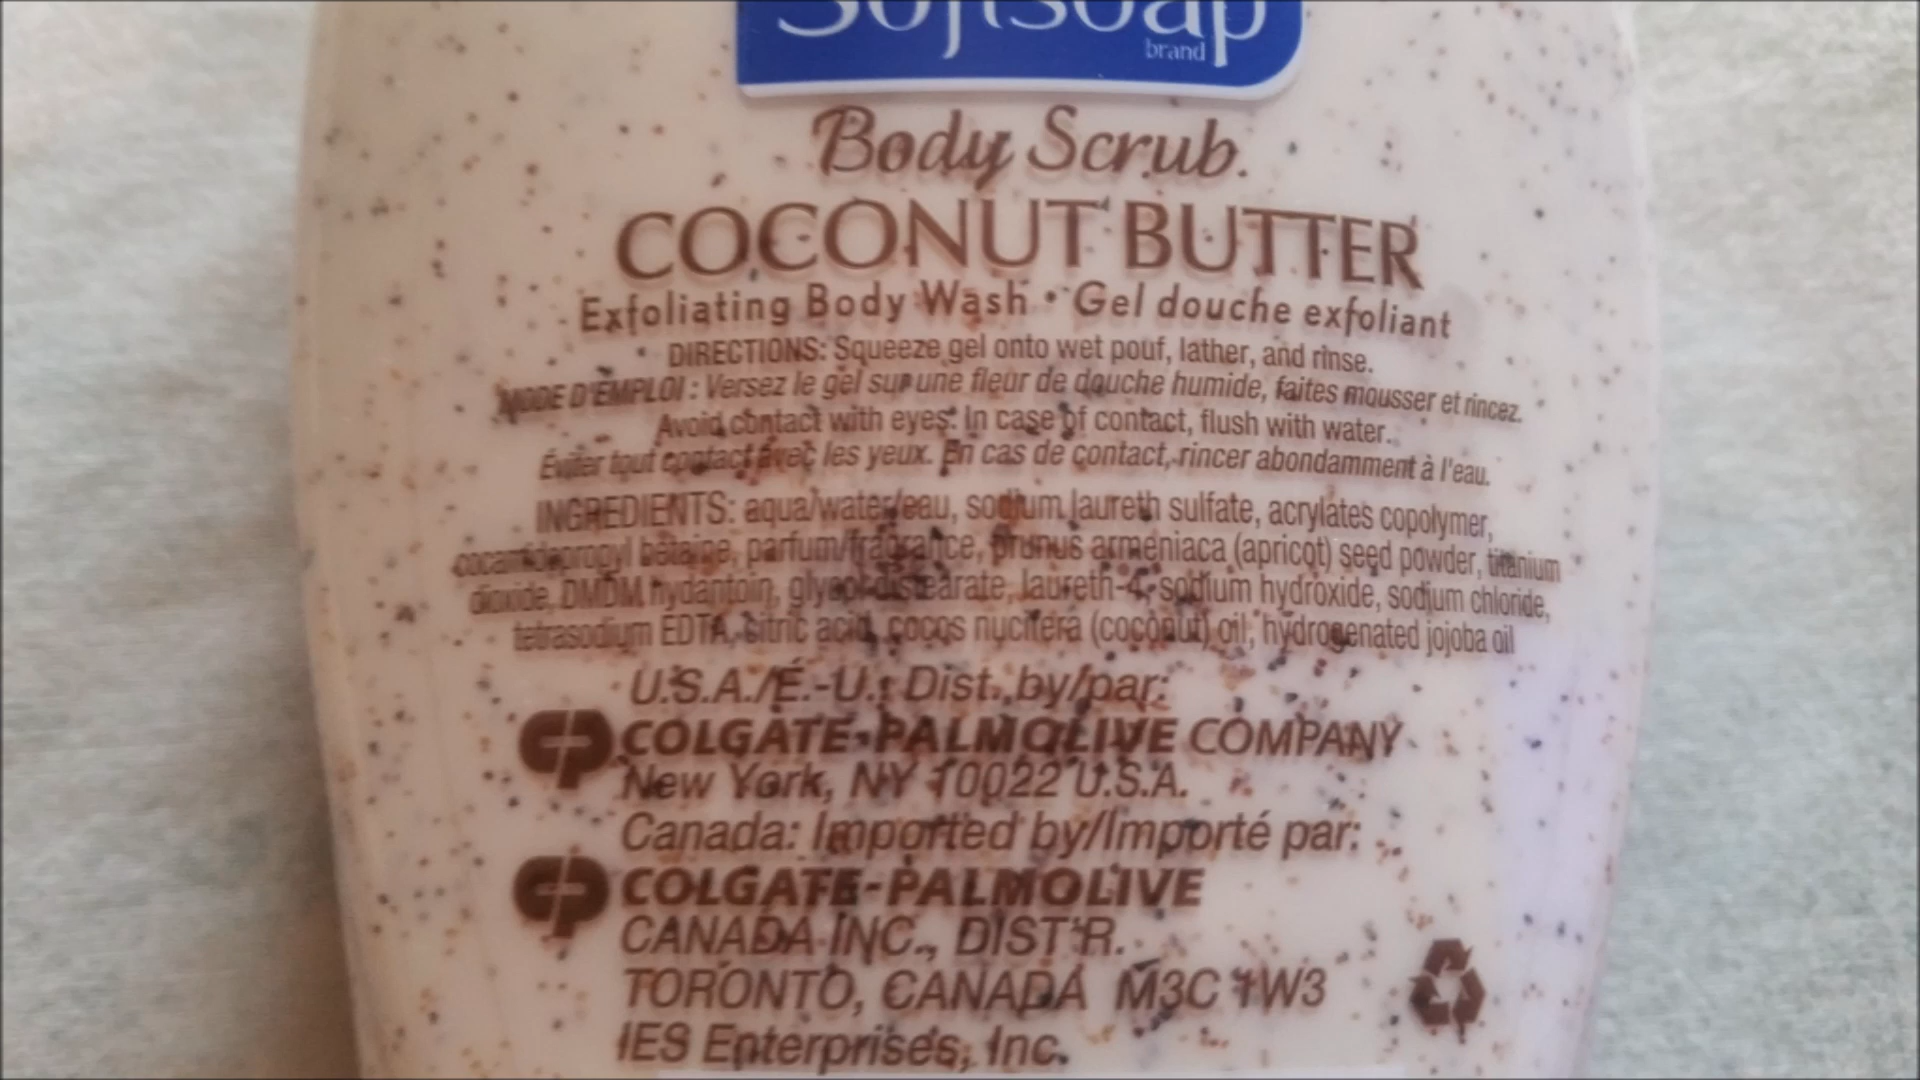 Softsoap
brand
Body Scrub.
COCONUT BUTTER
Exfoliating Body Wash • Gel douche exfoliant
DIRECTIONS: Squeeze gel onto wet pouf, lather, and rinse.
MODE D'EMPLOI : Versez le gel sur une fleur de douche humide, faites mousser et rincez.
Avoid contact with eyes. In case of contact, flush with water.
Éviter tout contact avec les yeux. En cas de contact, rincer abondamment à l'eau.
INGREDIENTS: aqua/water/eau, sodium laureth sulfate, acrylates copolymer,
cocamidopropyl betaine, parfum/fragrance, prunus armeniaca (apricot) seed powder, titanium
dioxide, DMDM hydantoin, glycol distearate, laureth-4, sodium hydroxide, sodium chloride,
tetrasodium EDTA, citric acid, cocos nucifera (coconut) oil, hydrogenated jojoba oil
U.S.A./É.-U.: Dist. by/par:
COLGATE-PALMOLIVE COMPANY
New York, NY 10022 U.S.A.
Canada: Imported by/Importé par:
COLGATE-PALMOLIVE
CANADA INC., DIST'R.
TORONTO, CANADA M3C 1W3
IES Enterprises, Inc.